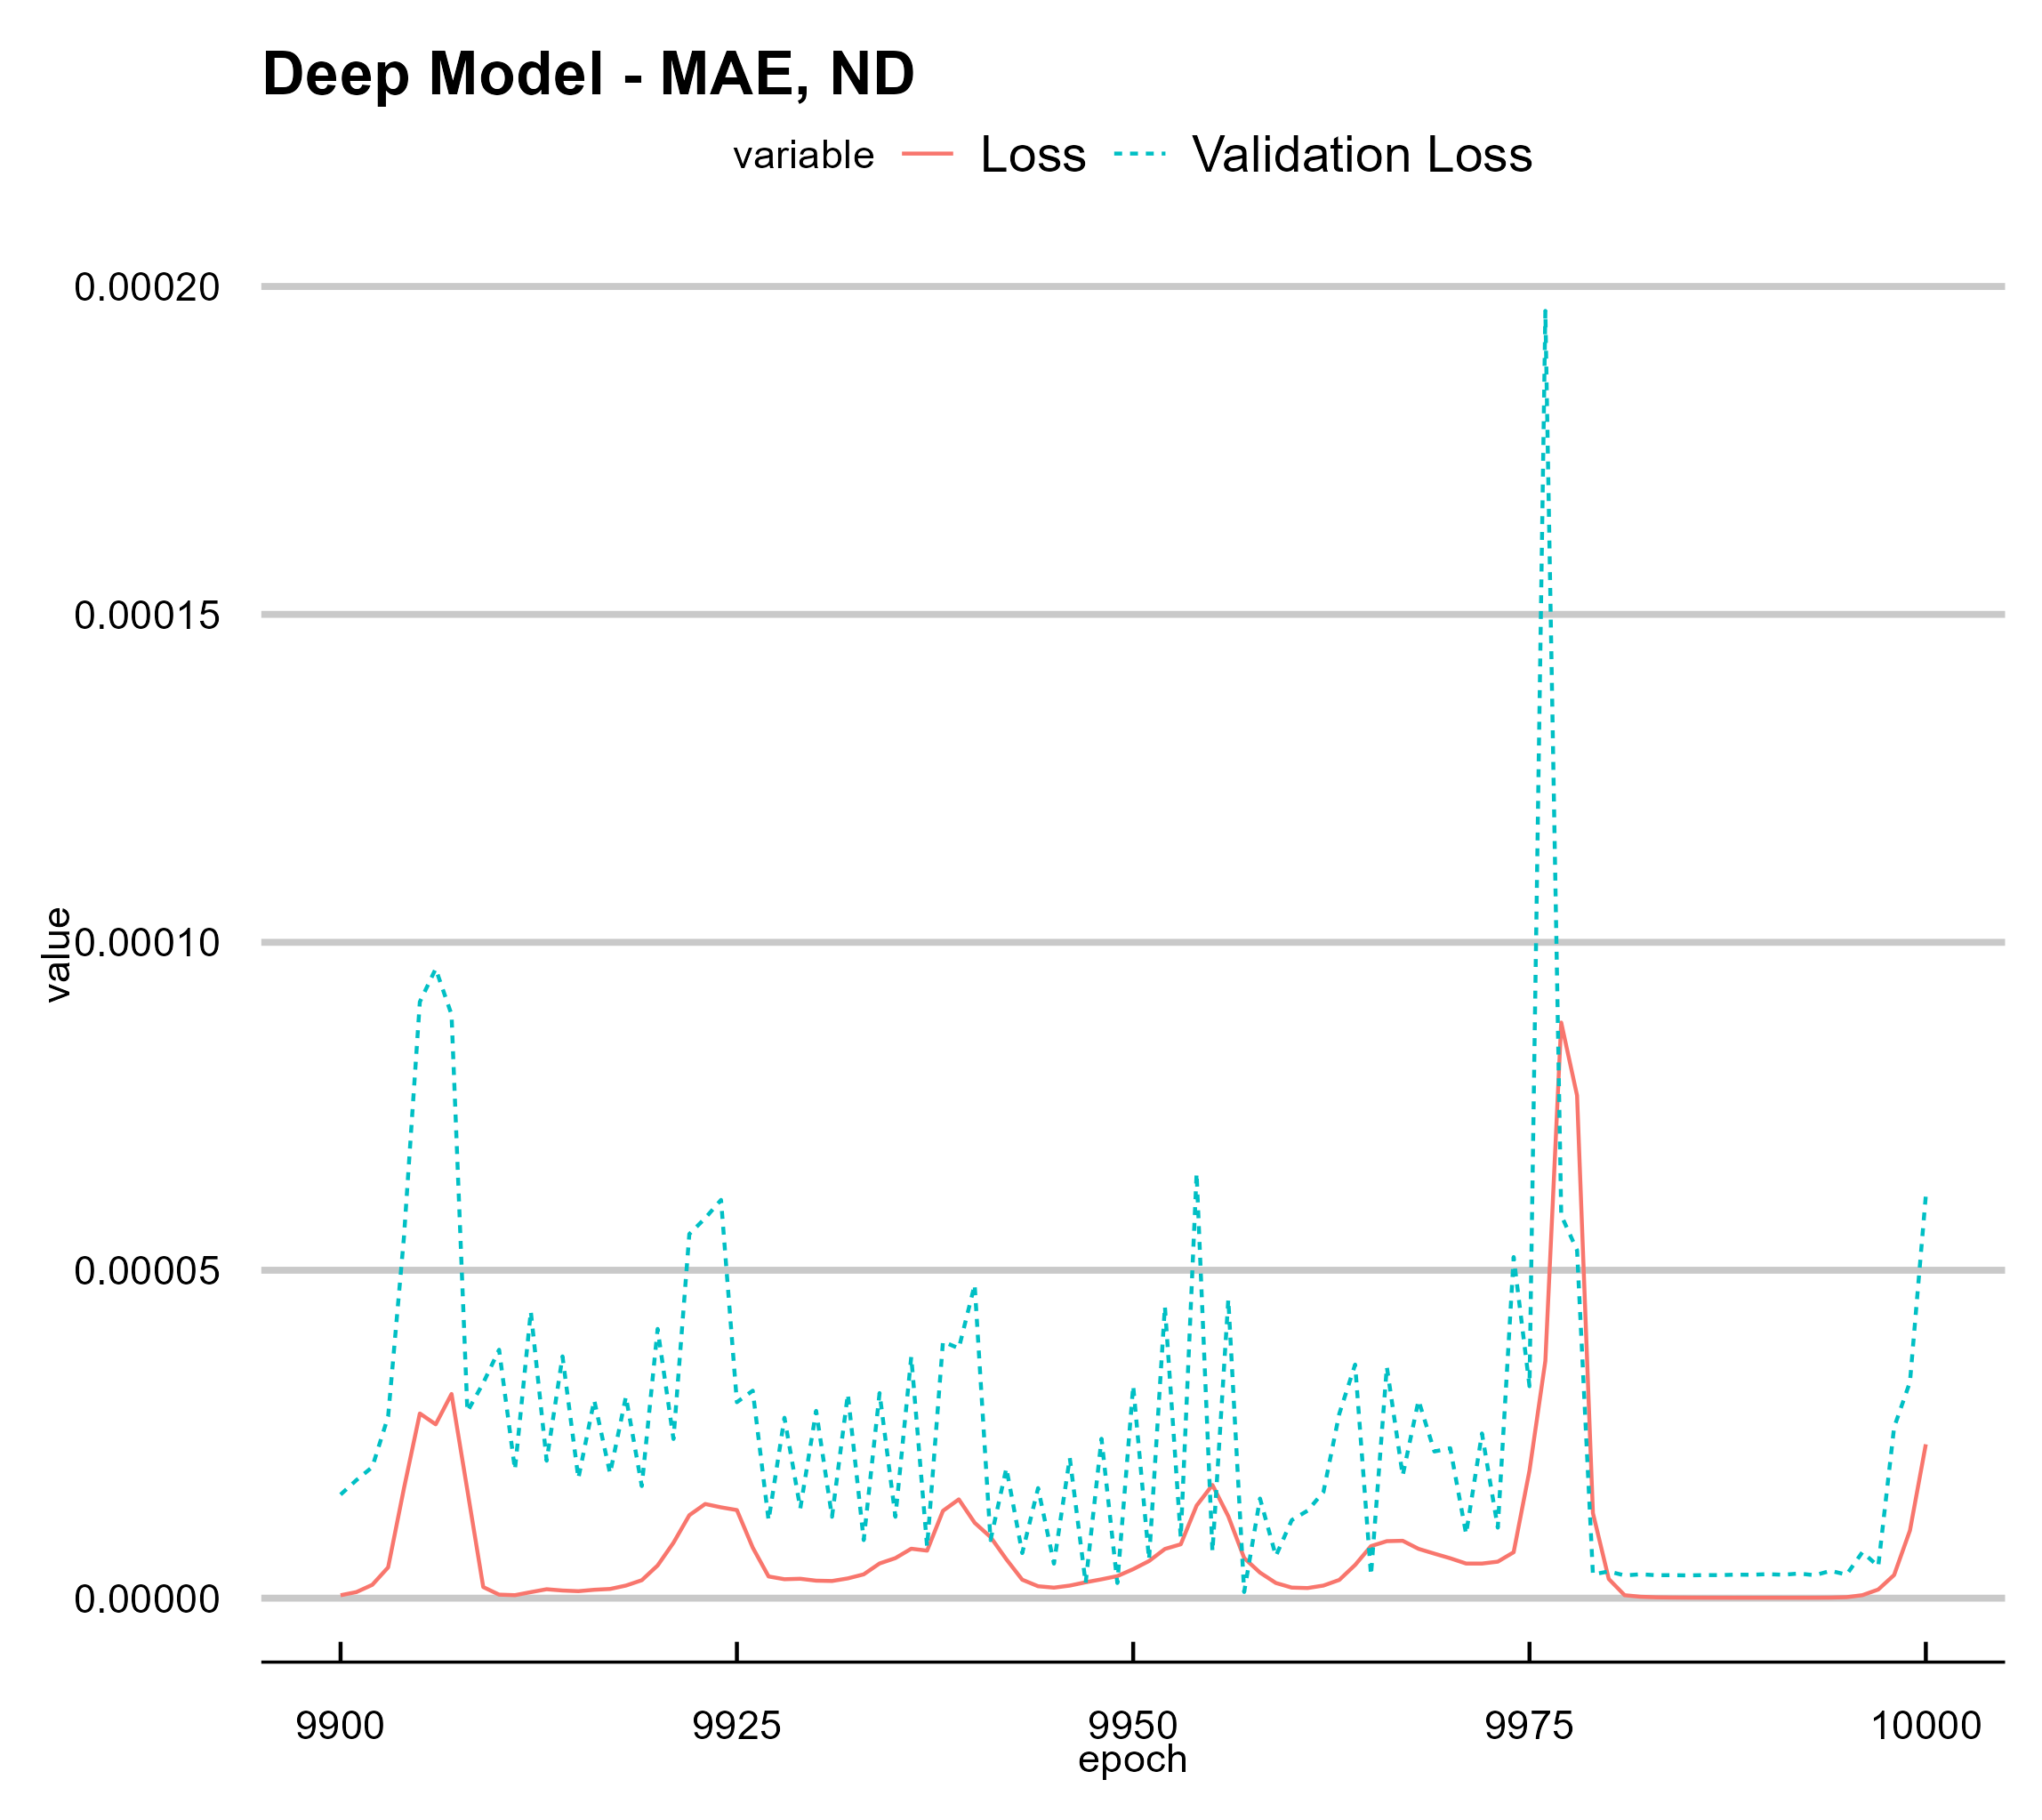 Deep Model - MAE, ND
variable Loss Validation Loss
0.00020
0.00015
0.00010
0.00005
0.00000
value
9900 9925 9950 9975 10000
epoch